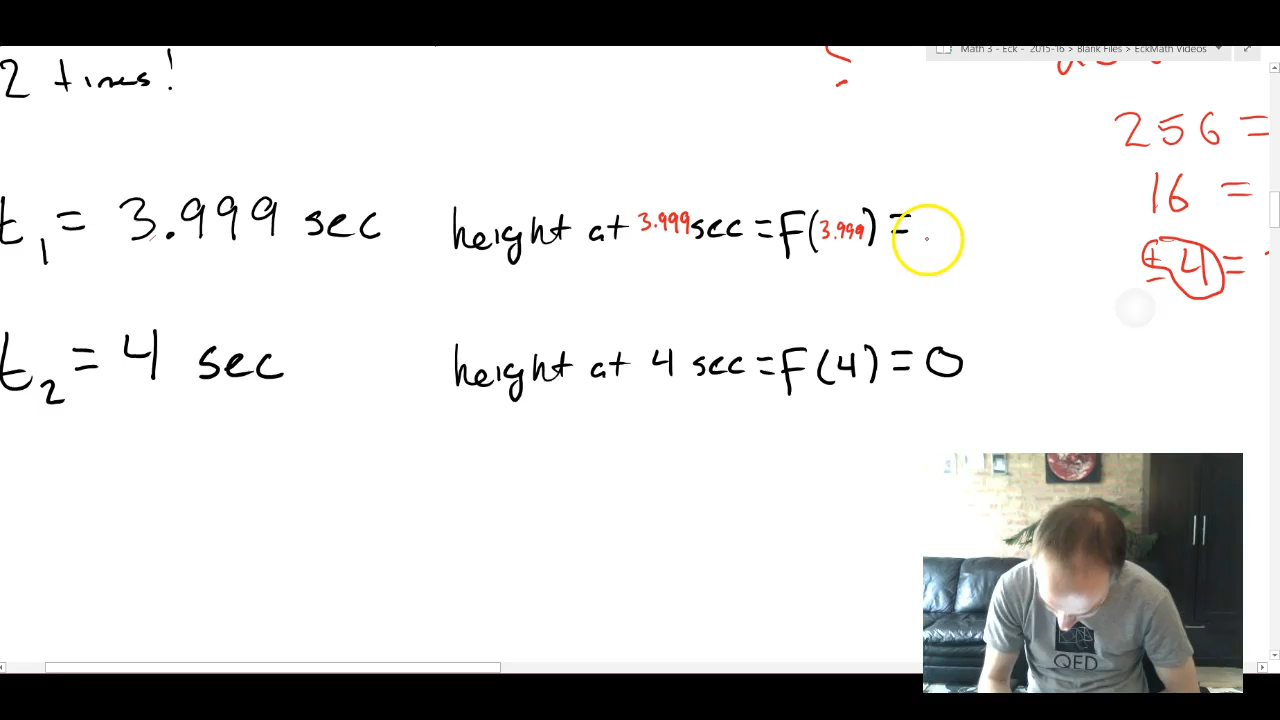 Math 3 - Eck - 2015-16 > Blank Files > EckMath Videos
2 times!
256 =
16 =
± 4 =
t1 = 3.999 sec
height at 3.999 sec = F(3.999) =
t2 = 4 sec
height at 4 sec = F(4) = 0
QED